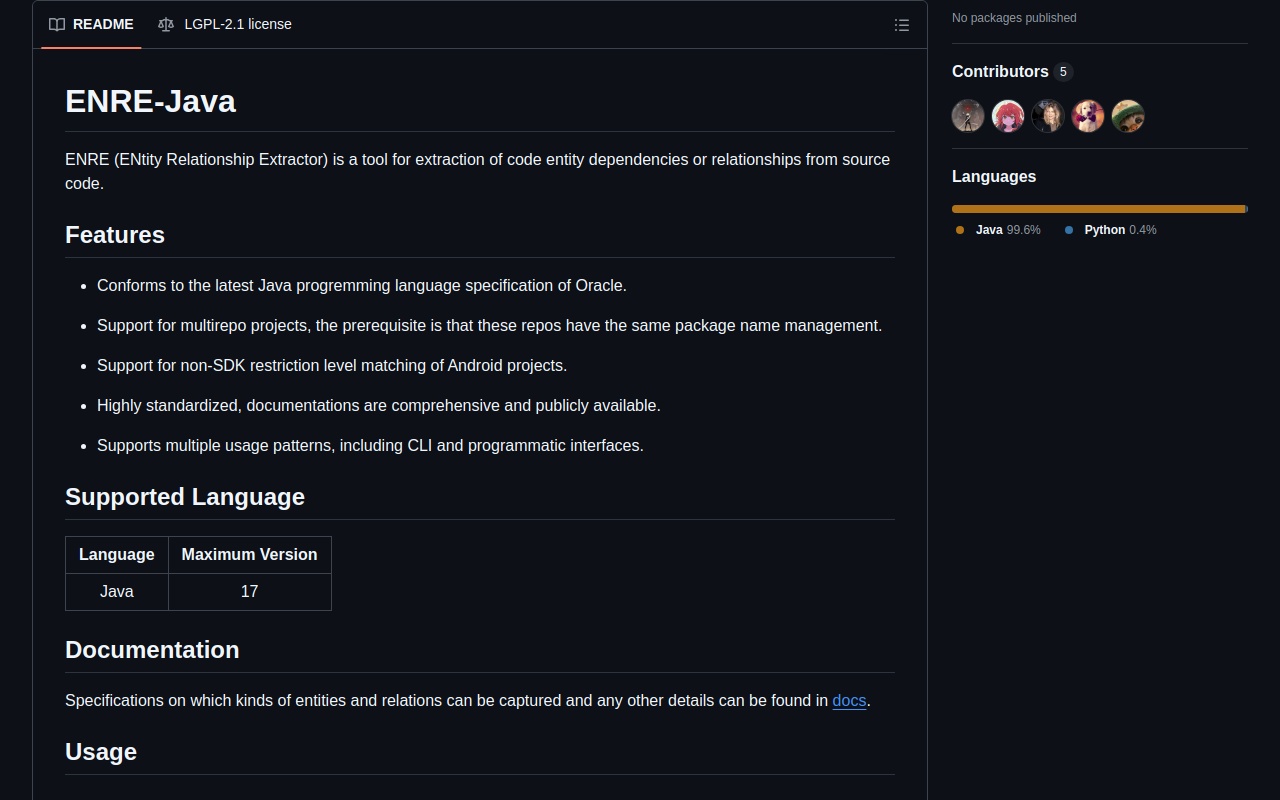 README
LGPL-2.1 license
ENRE-Java
ENRE (ENtity Relationship Extractor) is a tool for extraction of code entity dependencies or relationships from source
code.
Features
Conforms to the latest Java progremming language specification of Oracle.
Support for multirepo projects, the prerequisite is that these repos have the same package name management.
Support for non-SDK restriction level matching of Android projects.
Highly standardized, documentations are comprehensive and publicly available.
Supports multiple usage patterns, including CLI and programmatic interfaces.
Supported Language
Language Maximum Version
Java 17
Documentation
Specifications on which kinds of entities and relations can be captured and any other details can be found in docs.
Usage
No packages published
Contributors 5
Languages
Java 99.6% Python 0.4%